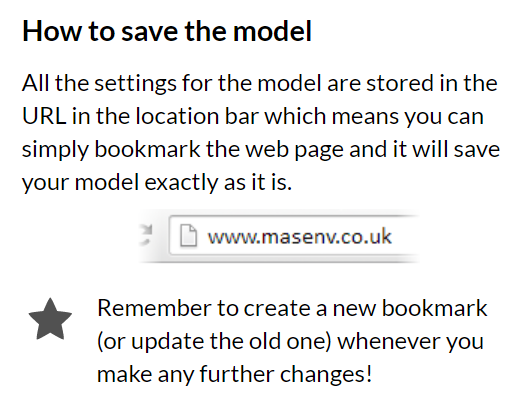 How to save the model
All the settings for the model are stored in the
URL in the location bar which means you can
simply bookmark the web page and it will save
your model exactly as it is.
www.masenv.co.uk
Remember to create a new bookmark
(or update the old one) whenever you
make any further changes!